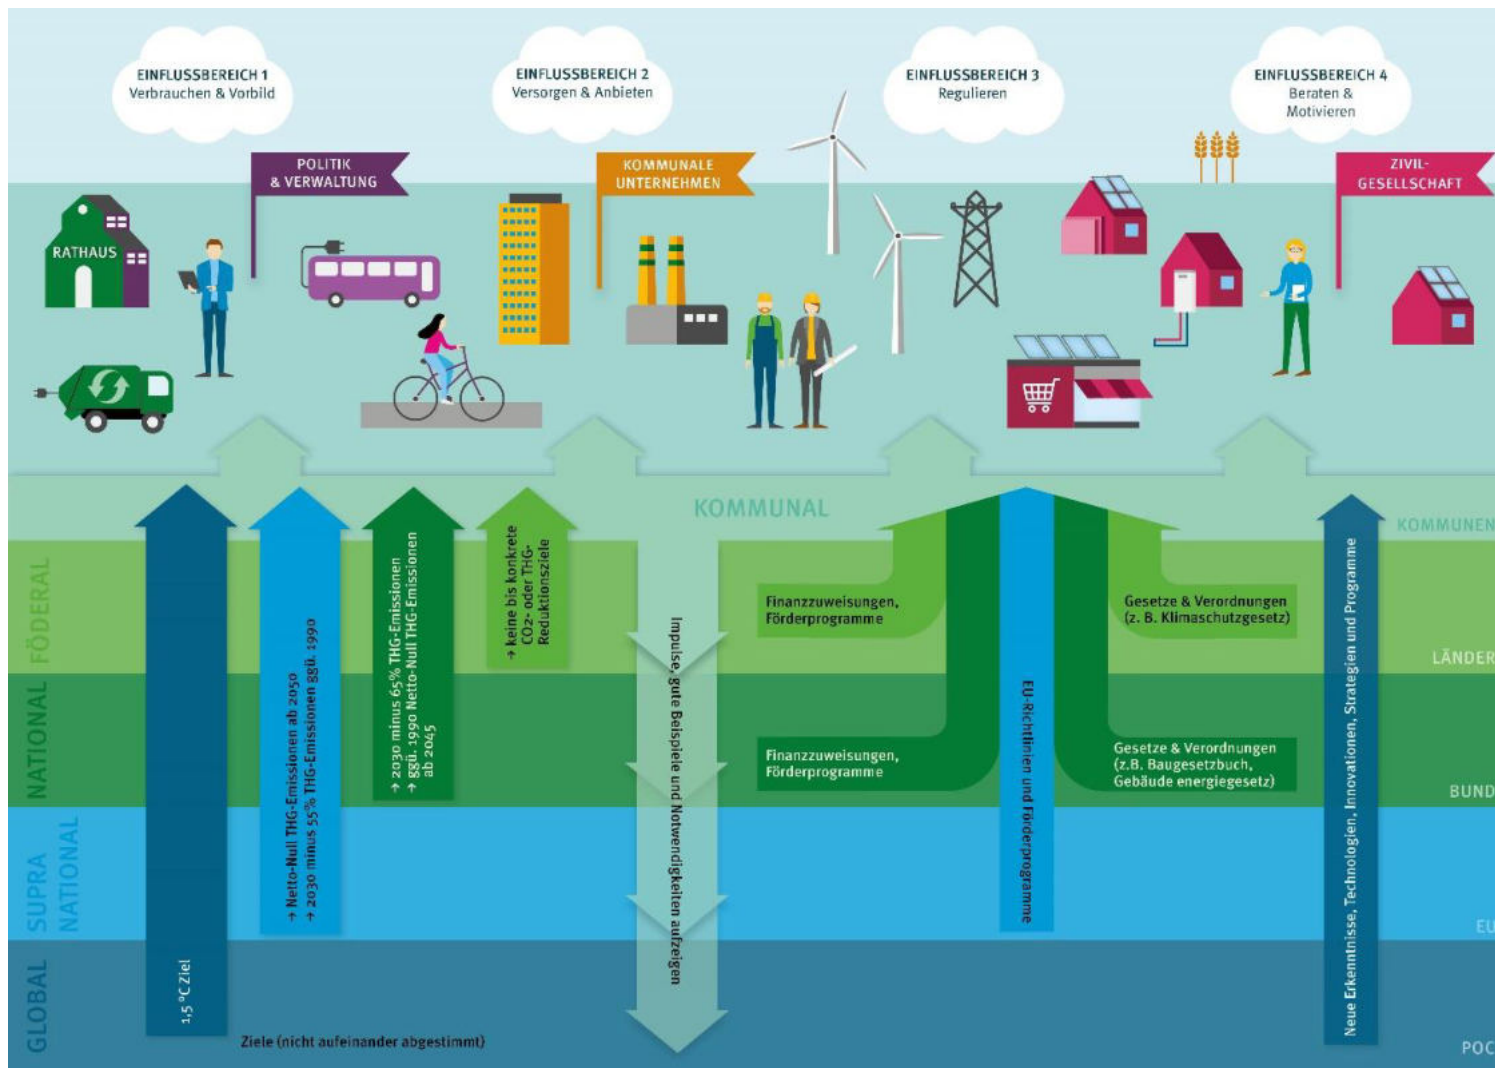 EINFLUSSBEREICH 1
Verbrauchen & Vorbild
EINFLUSSBEREICH 2
Versorgen & Anbieten
EINFLUSSBEREICH 3
Regulieren
EINFLUSSBEREICH 4
Beraten &
Motivieren
POLITIK
& VERWALTUNG
KOMMUNALE
UNTERNEHMEN
ZIVIL-
GESELLSCHAFT
RATHAUS
KOMMUNAL
KOMMUNEN
FÖDERAL
LÄNDER
NATIONAL
BUND
SUPRA
NATIONAL
EU
GLOBAL
POC
1,5 °C Ziel
→ Netto-Null THG-Emissionen ab 2050
→ 2030 minus 55% THG-Emissionen ggü. 1990
→ 2030 minus 65% THG-Emissionen
→ ggü. 1990 Netto-Null THG-Emissionen
ab 2045
→ keine bis konkrete
CO2- oder THG-
Reduktionsziele
Impulse, gute Beispiele und Notwendigkeiten aufzeigen
Finanzzuweisungen,
Förderprogramme
Gesetze & Verordnungen
(z. B. Klimaschutzgesetz)
Finanzzuweisungen,
Förderprogramme
EU-Richtlinien und Förderprogramme
Gesetze & Verordnungen
(z.B. Baugesetzbuch,
Gebäude energiegesetz)
Neue Erkenntnisse, Technologien, Innovationen, Strategien und Programme
Ziele (nicht aufeinander abgestimmt)